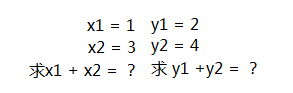 x1 = 1 y1 = 2
x2 = 3 y2 = 4
求x1 + x2 = ? 求 y1 +y2 = ?